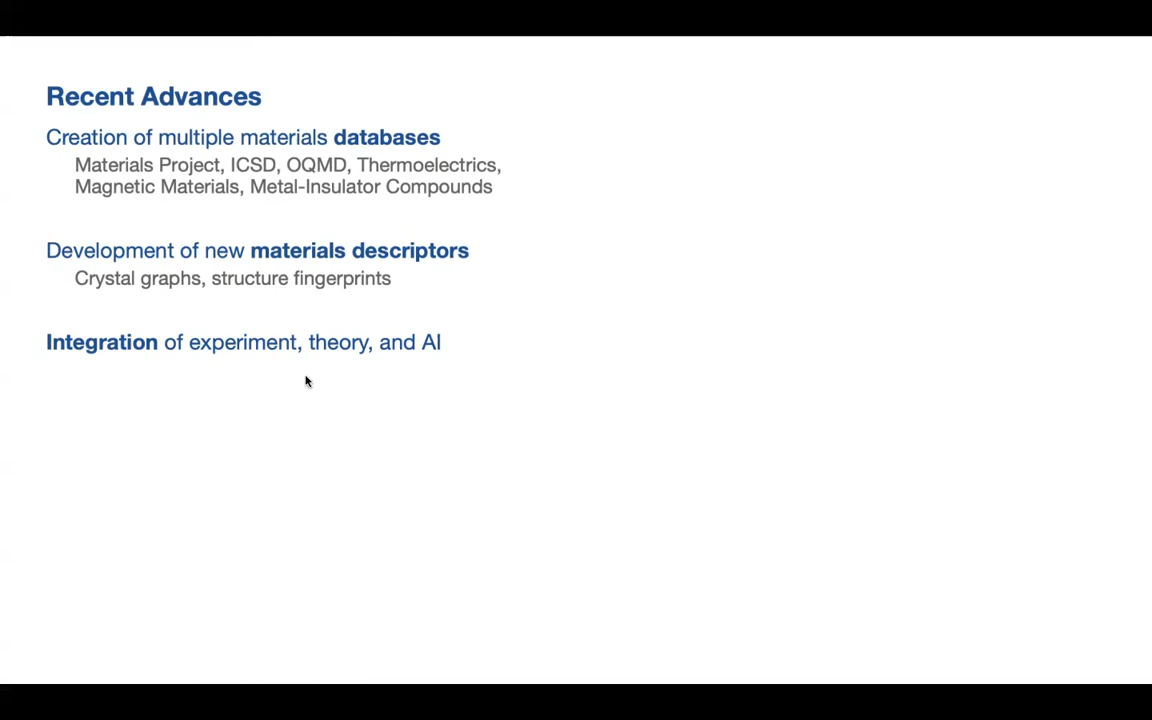 Recent Advances
Creation of multiple materials databases
Materials Project, ICSD, OQMD, Thermoelectrics,
Magnetic Materials, Metal-Insulator Compounds
Development of new materials descriptors
Crystal graphs, structure fingerprints
Integration of experiment, theory, and AI